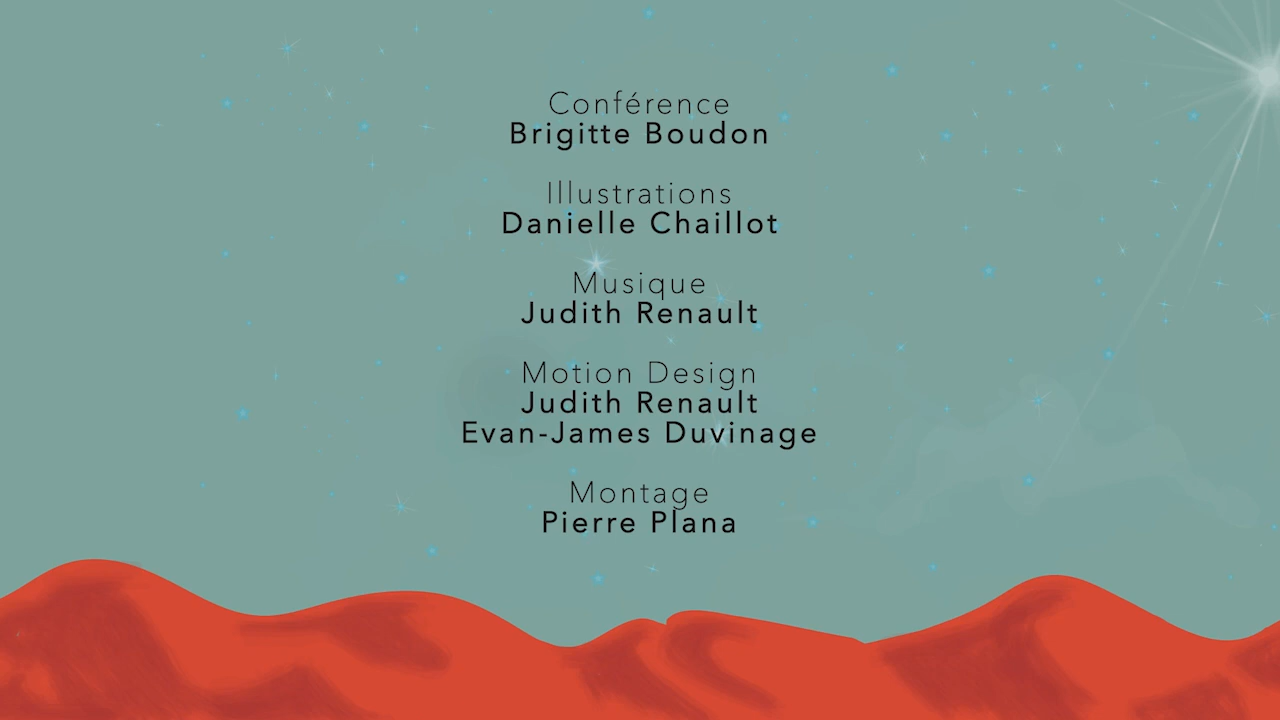 Conférence
Brigitte Boudon
Illustrations
Danielle Chaillot
Musique
Judith Renault
Motion Design
Judith Renault
Evan-James Duvinage
Montage
Pierre Plana